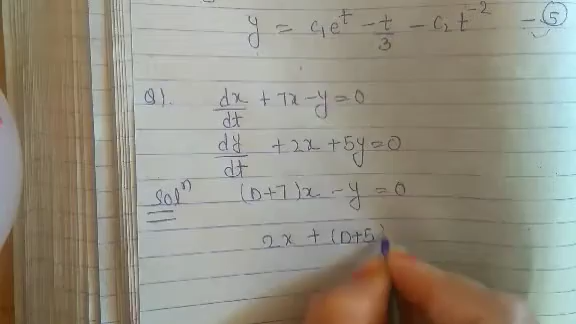 y = c₁eᵗ - t/3 - c₂t⁻² - ⑤
Q). dx/dt + 7x - y = 0
dy/dt + 2x + 5y = 0
Solⁿ (D+7)x - y = 0
2x + (D+5)